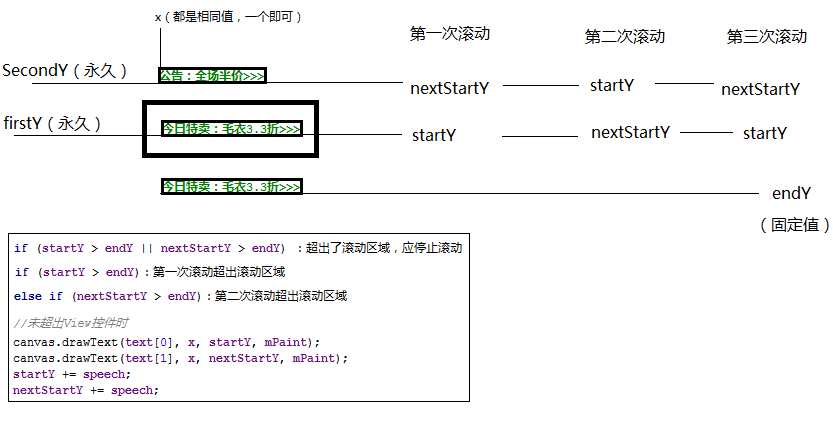 x（都是相同值，一个即可）
第一次滚动
第二次滚动
第三次滚动
SecondY（永久）
公告：全场半价>>>
nextStartY
startY
nextStartY
firstY（永久）
今日特卖：毛衣3.3折>>>
startY
nextStartY
startY
今日特卖：毛衣3.3折>>>
endY
（固定值）
if (startY > endY || nextStartY > endY) ：超出了滚动区域，应停止滚动
if (startY > endY)：第一次滚动超出滚动区域
else if (nextStartY > endY)：第二次滚动超出滚动区域
//未超出View控件时
canvas.drawText(text[0], x, startY, mPaint);
canvas.drawText(text[1], x, nextStartY, mPaint);
startY += speech;
nextStartY += speech;